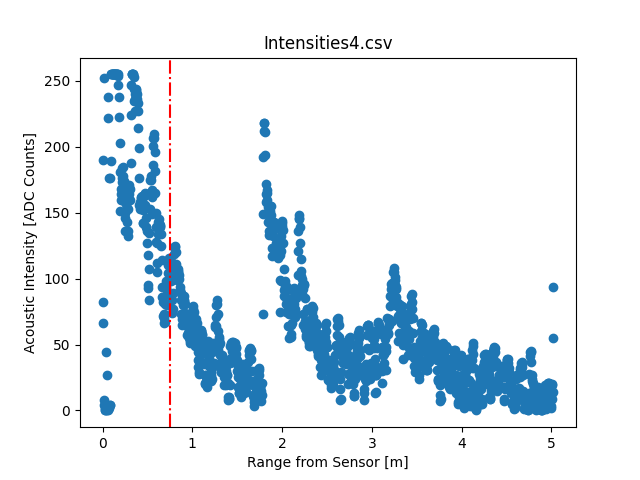 Intensities4.csv
Acoustic Intensity [ADC Counts]
250
200
150
100
50
0
0 1 2 3 4 5
Range from Sensor [m]